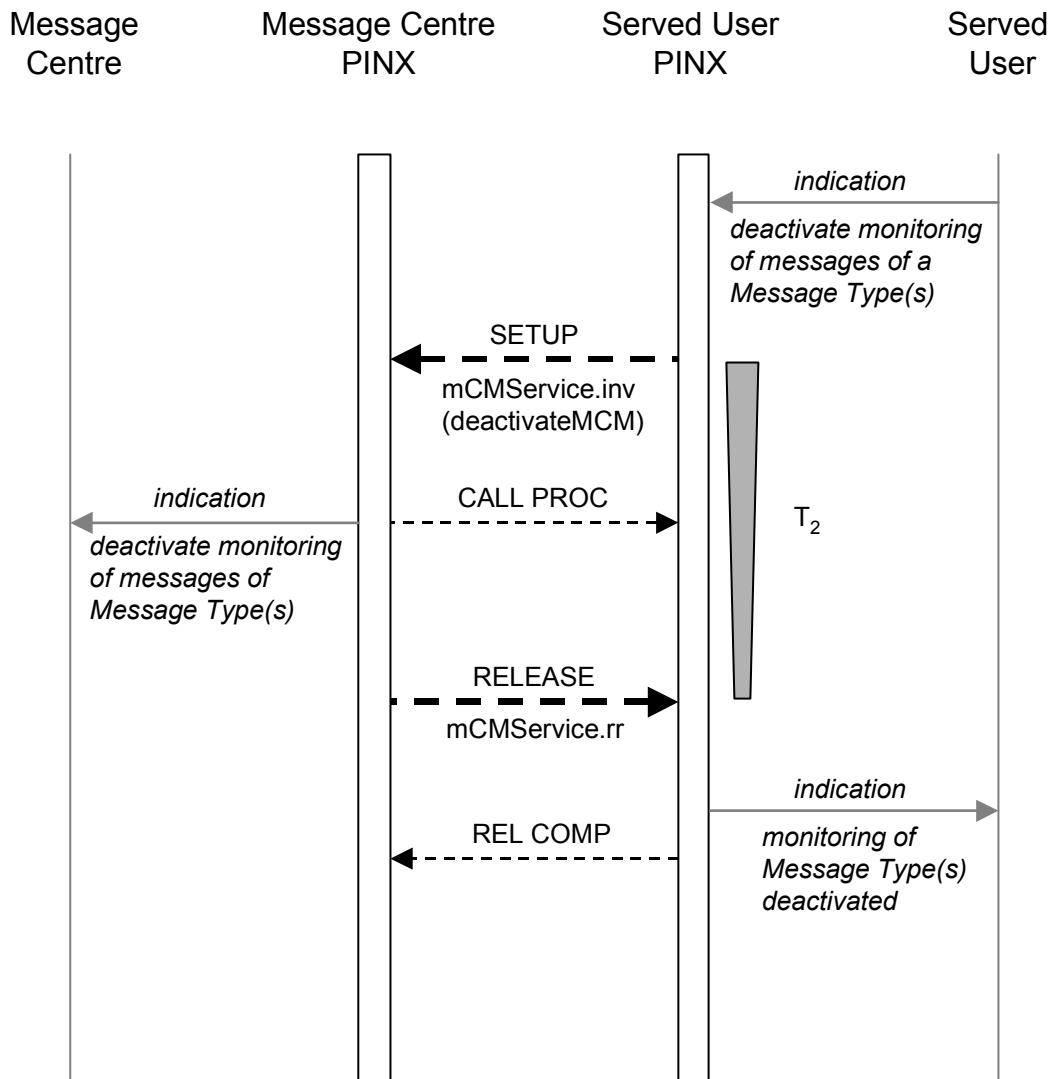 Message Centre
Message Centre PINX
Served User PINX
Served User
indication
deactivate monitoring
of messages of a
Message Type(s)
SETUP
mCMService.inv
(deactivateMCM)
indication
CALL PROC
T2
deactivate monitoring
of messages of
Message Type(s)
RELEASE
mCMService.rr
indication
REL COMP
monitoring of
Message Type(s)
deactivated